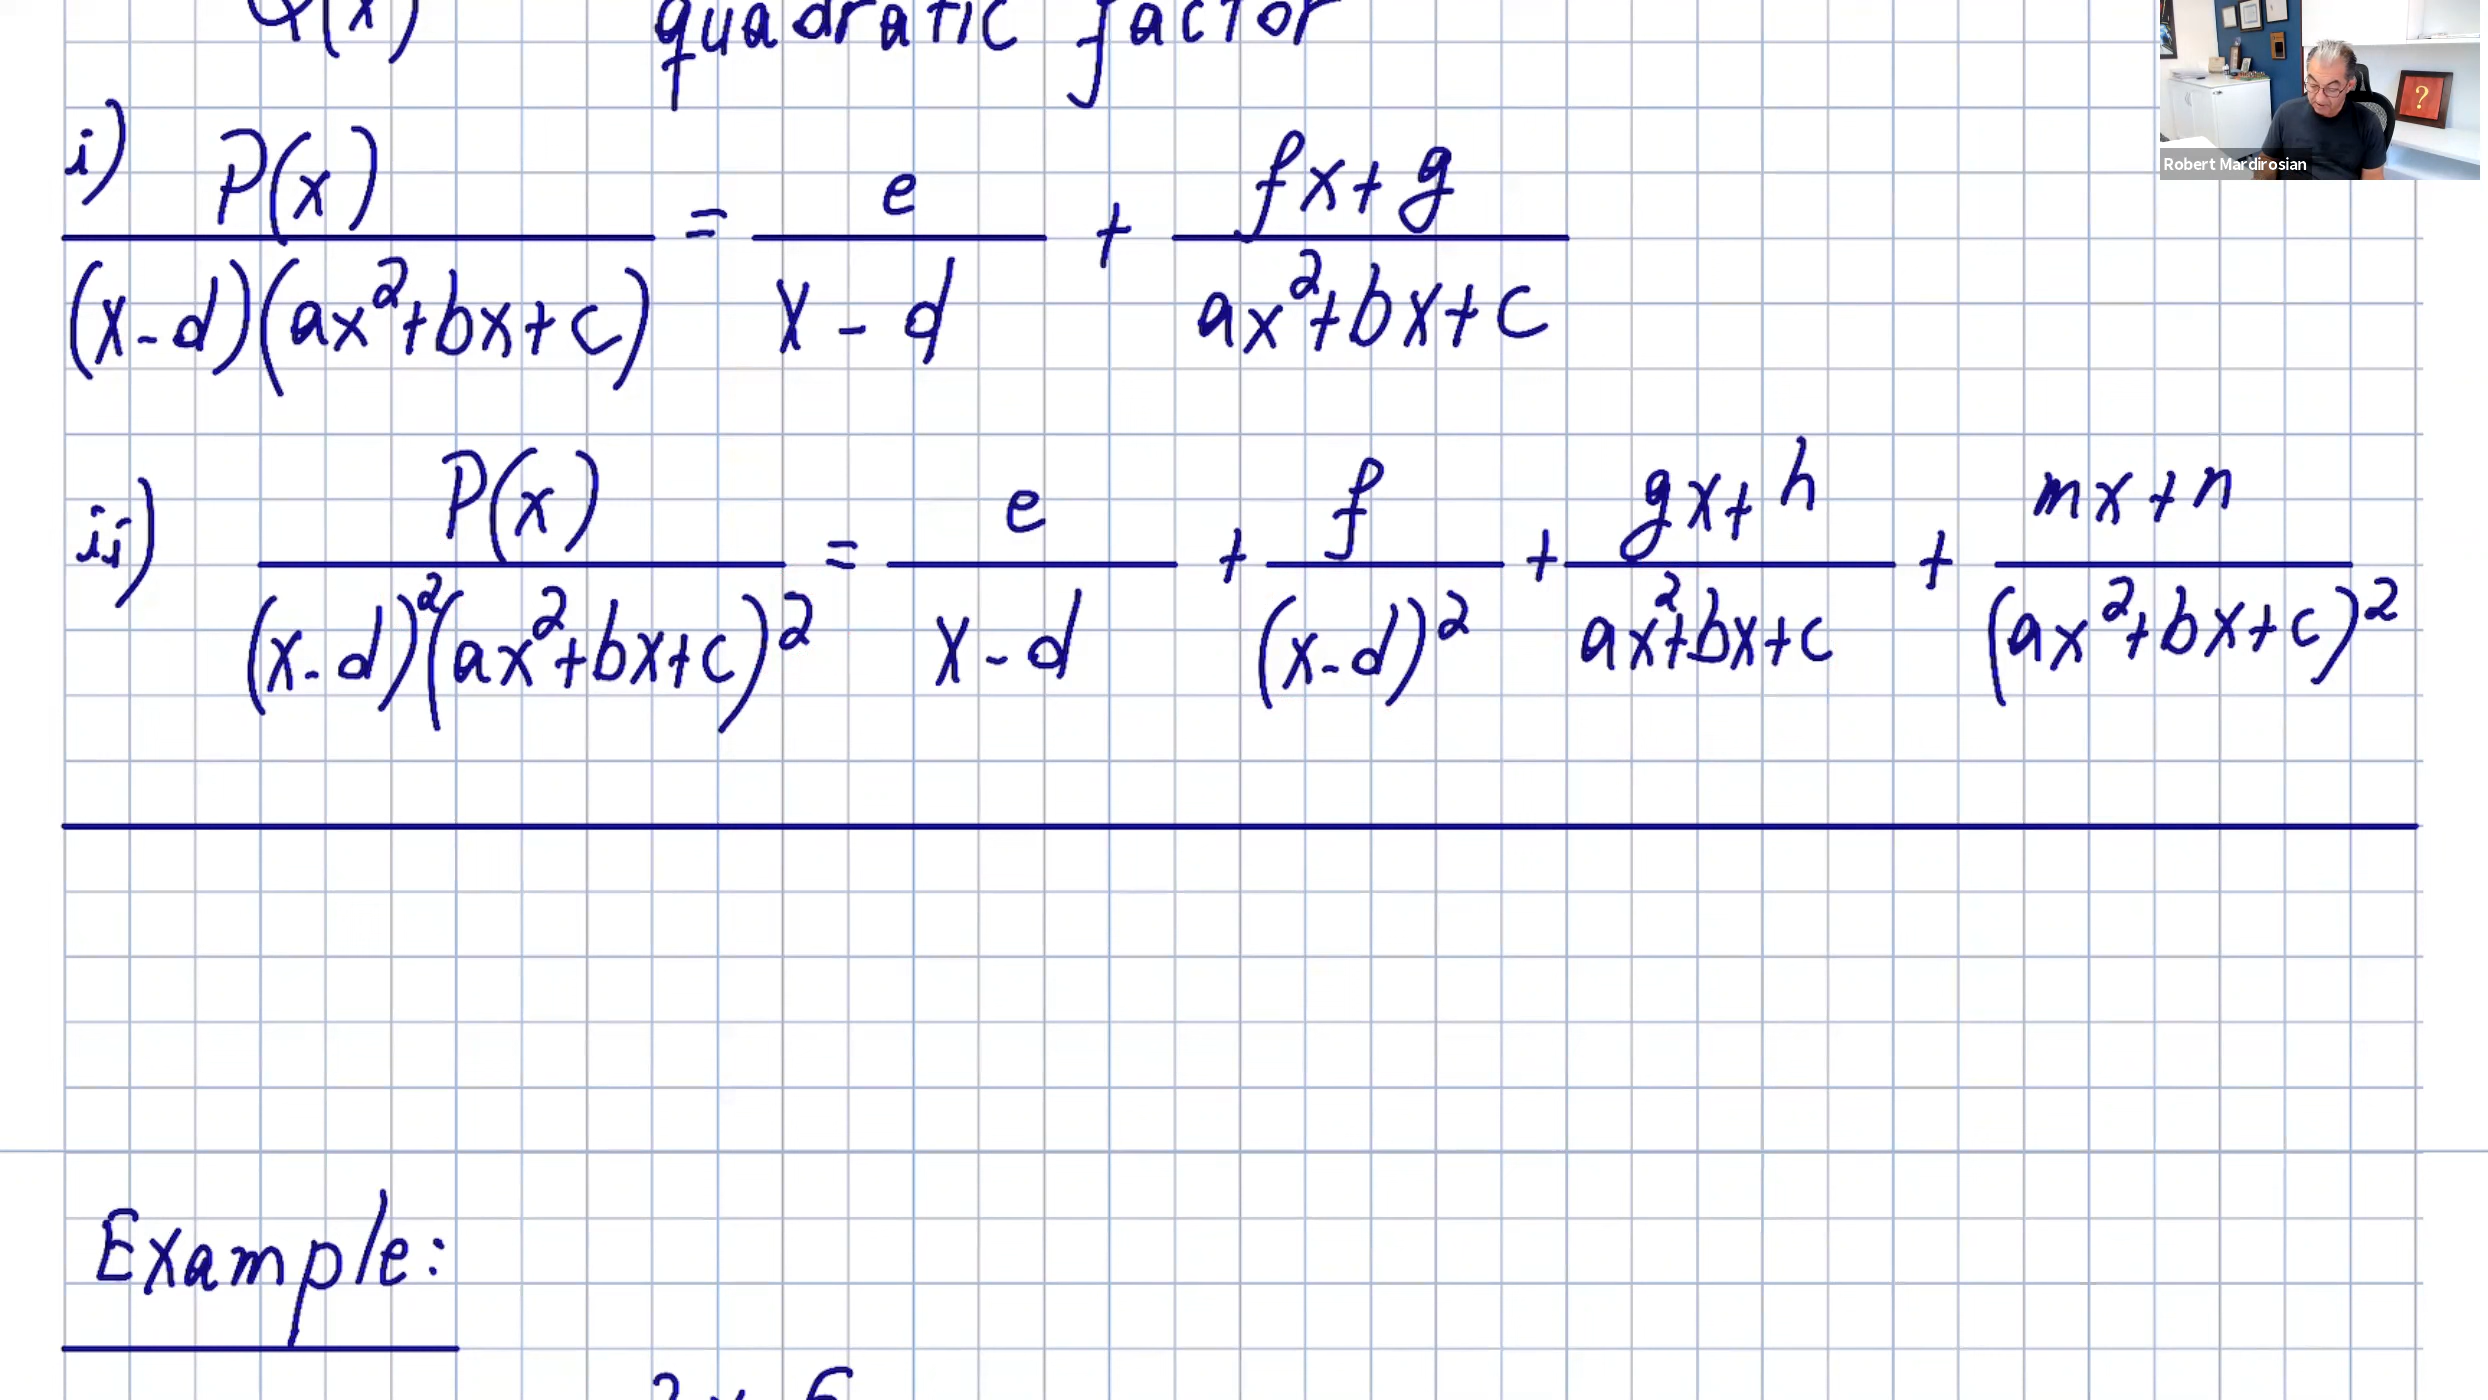 Q(x) quadratic factor
Robert Mardirosian
?
i) P(x) / (x-d)(ax²+bx+c) = e / x-d + fx+g / ax²+bx+c
ii) P(x) / (x-d)²(ax²+bx+c)² = e / x-d + f / (x-d)² + gx+h / ax²+bx+c + mx+n / (ax²+bx+c)²
Example: